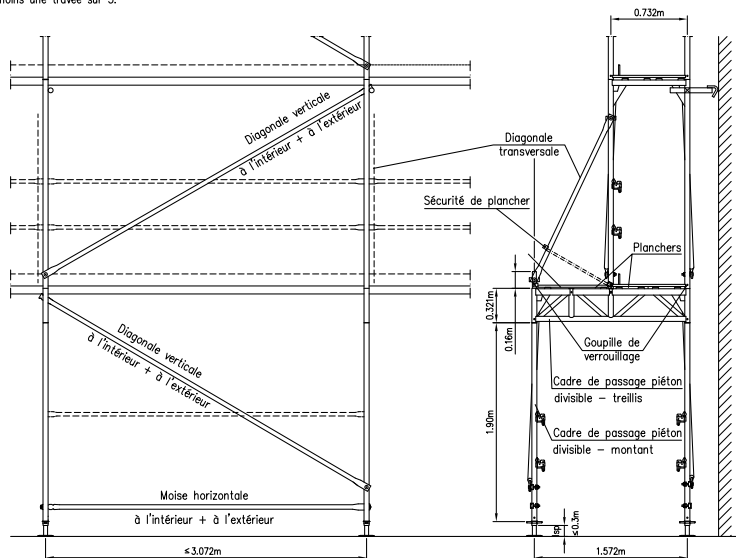 moins une travée sur 5.
0.732m
Diagonale verticale
à l'intérieur + à l'extérieur
Diagonale
transversale
Sécurité de plancher
Planchers
0.321m
0.16m
Goupille de
verrouillage
Diagonale verticale
à l'intérieur + à l'extérieur
Cadre de passage piéton
divisible – treillis
1.90m
Cadre de passage piéton
divisible – montant
Moise horizontale
à l'intérieur + à l'extérieur
lsp
≤0.3m
≤3.072m
1.572m